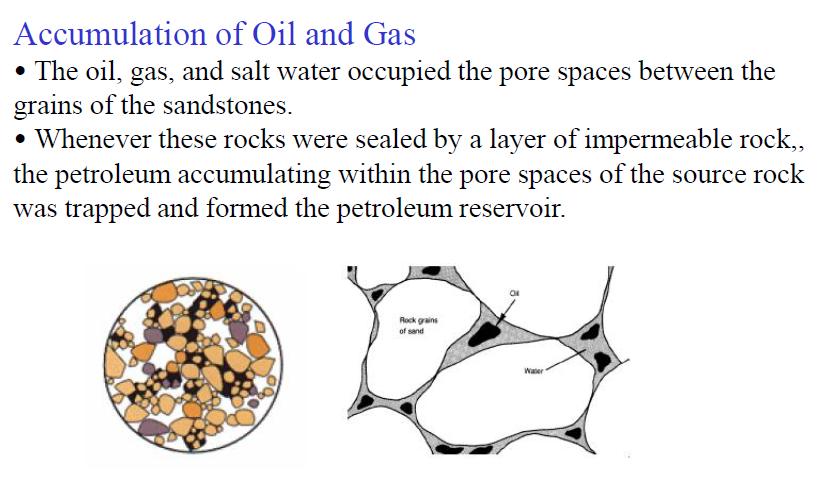 Accumulation of Oil and Gas
• The oil, gas, and salt water occupied the pore spaces between the
grains of the sandstones.
• Whenever these rocks were sealed by a layer of impermeable rock,,
the petroleum accumulating within the pore spaces of the source rock
was trapped and formed the petroleum reservoir.
Oil
Rock grains
of sand
Water